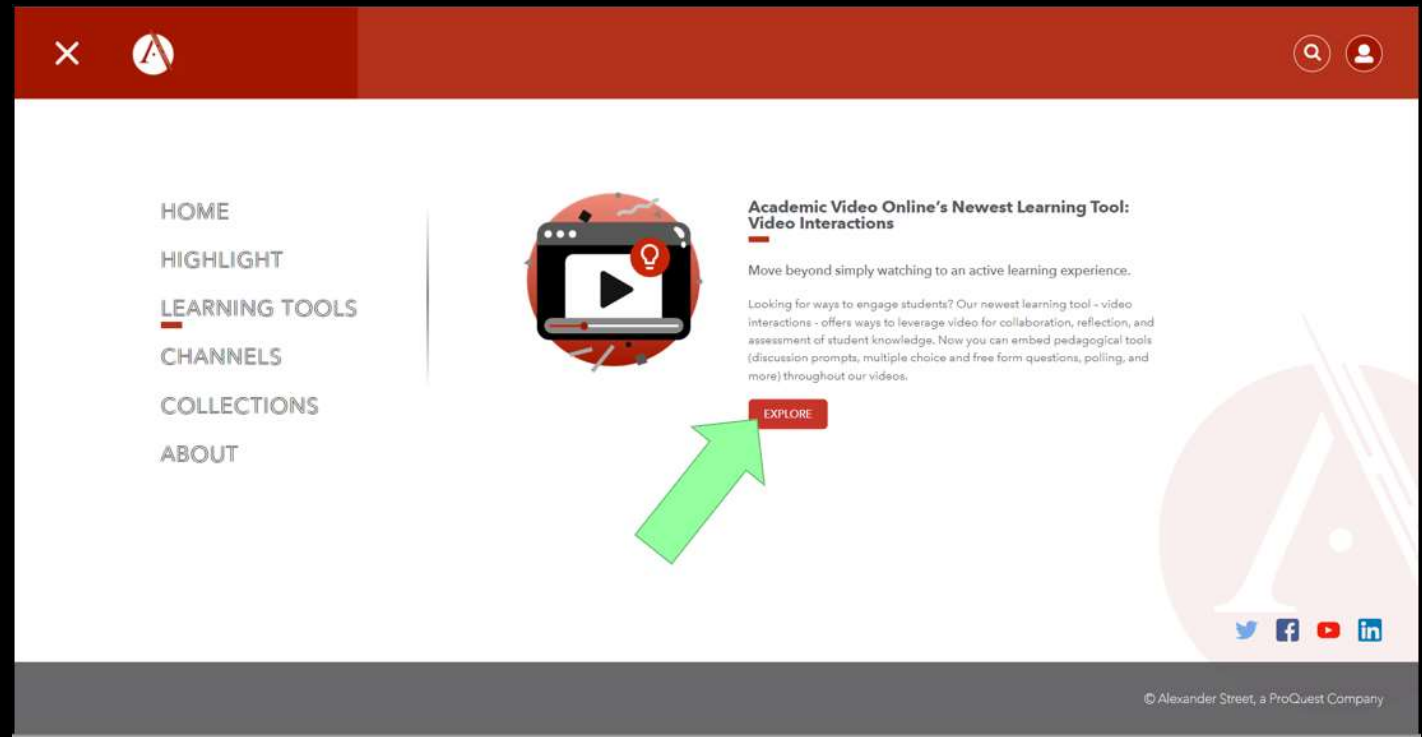 HOME
HIGHLIGHT
LEARNING TOOLS
CHANNELS
COLLECTIONS
ABOUT
Academic Video Online's Newest Learning Tool:
Video Interactions
Move beyond simply watching to an active learning experience.
Looking for ways to engage students? Our newest learning tool - video
interactions - offers ways to leverage video for collaboration, reflection, and
assessment of student knowledge. Now you can embed pedagogical tools
(discussion prompts, multiple choice and free form questions, polling, and
more) throughout our videos.
EXPLORE
© Alexander Street, a ProQuest Company